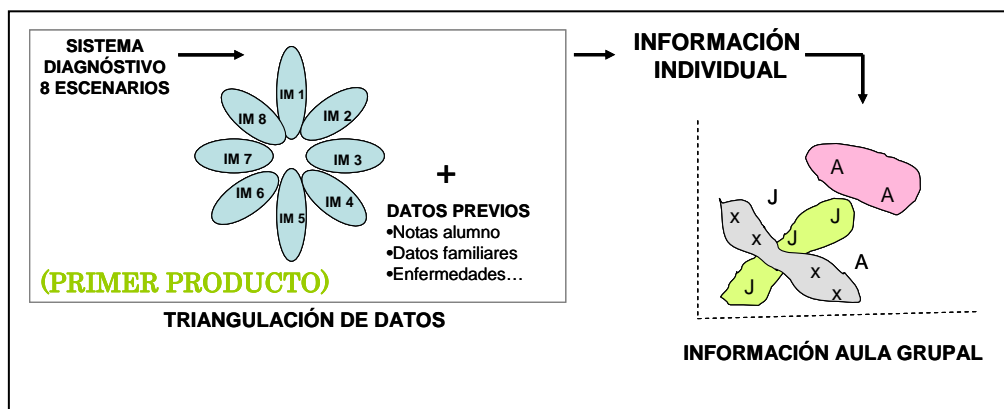 SISTEMA
DIAGNÓSTIVO
8 ESCENARIOS
IM 1
IM 2
IM 3
IM 4
IM 5
IM 6
IM 7
IM 8
+
DATOS PREVIOS
•Notas alumno
•Datos familiares
•Enfermedades…
(PRIMER PRODUCTO)
TRIANGULACIÓN DE DATOS
INFORMACIÓN
INDIVIDUAL
A
A
J
J
x
x
J
A
x
J
x
INFORMACIÓN AULA GRUPAL